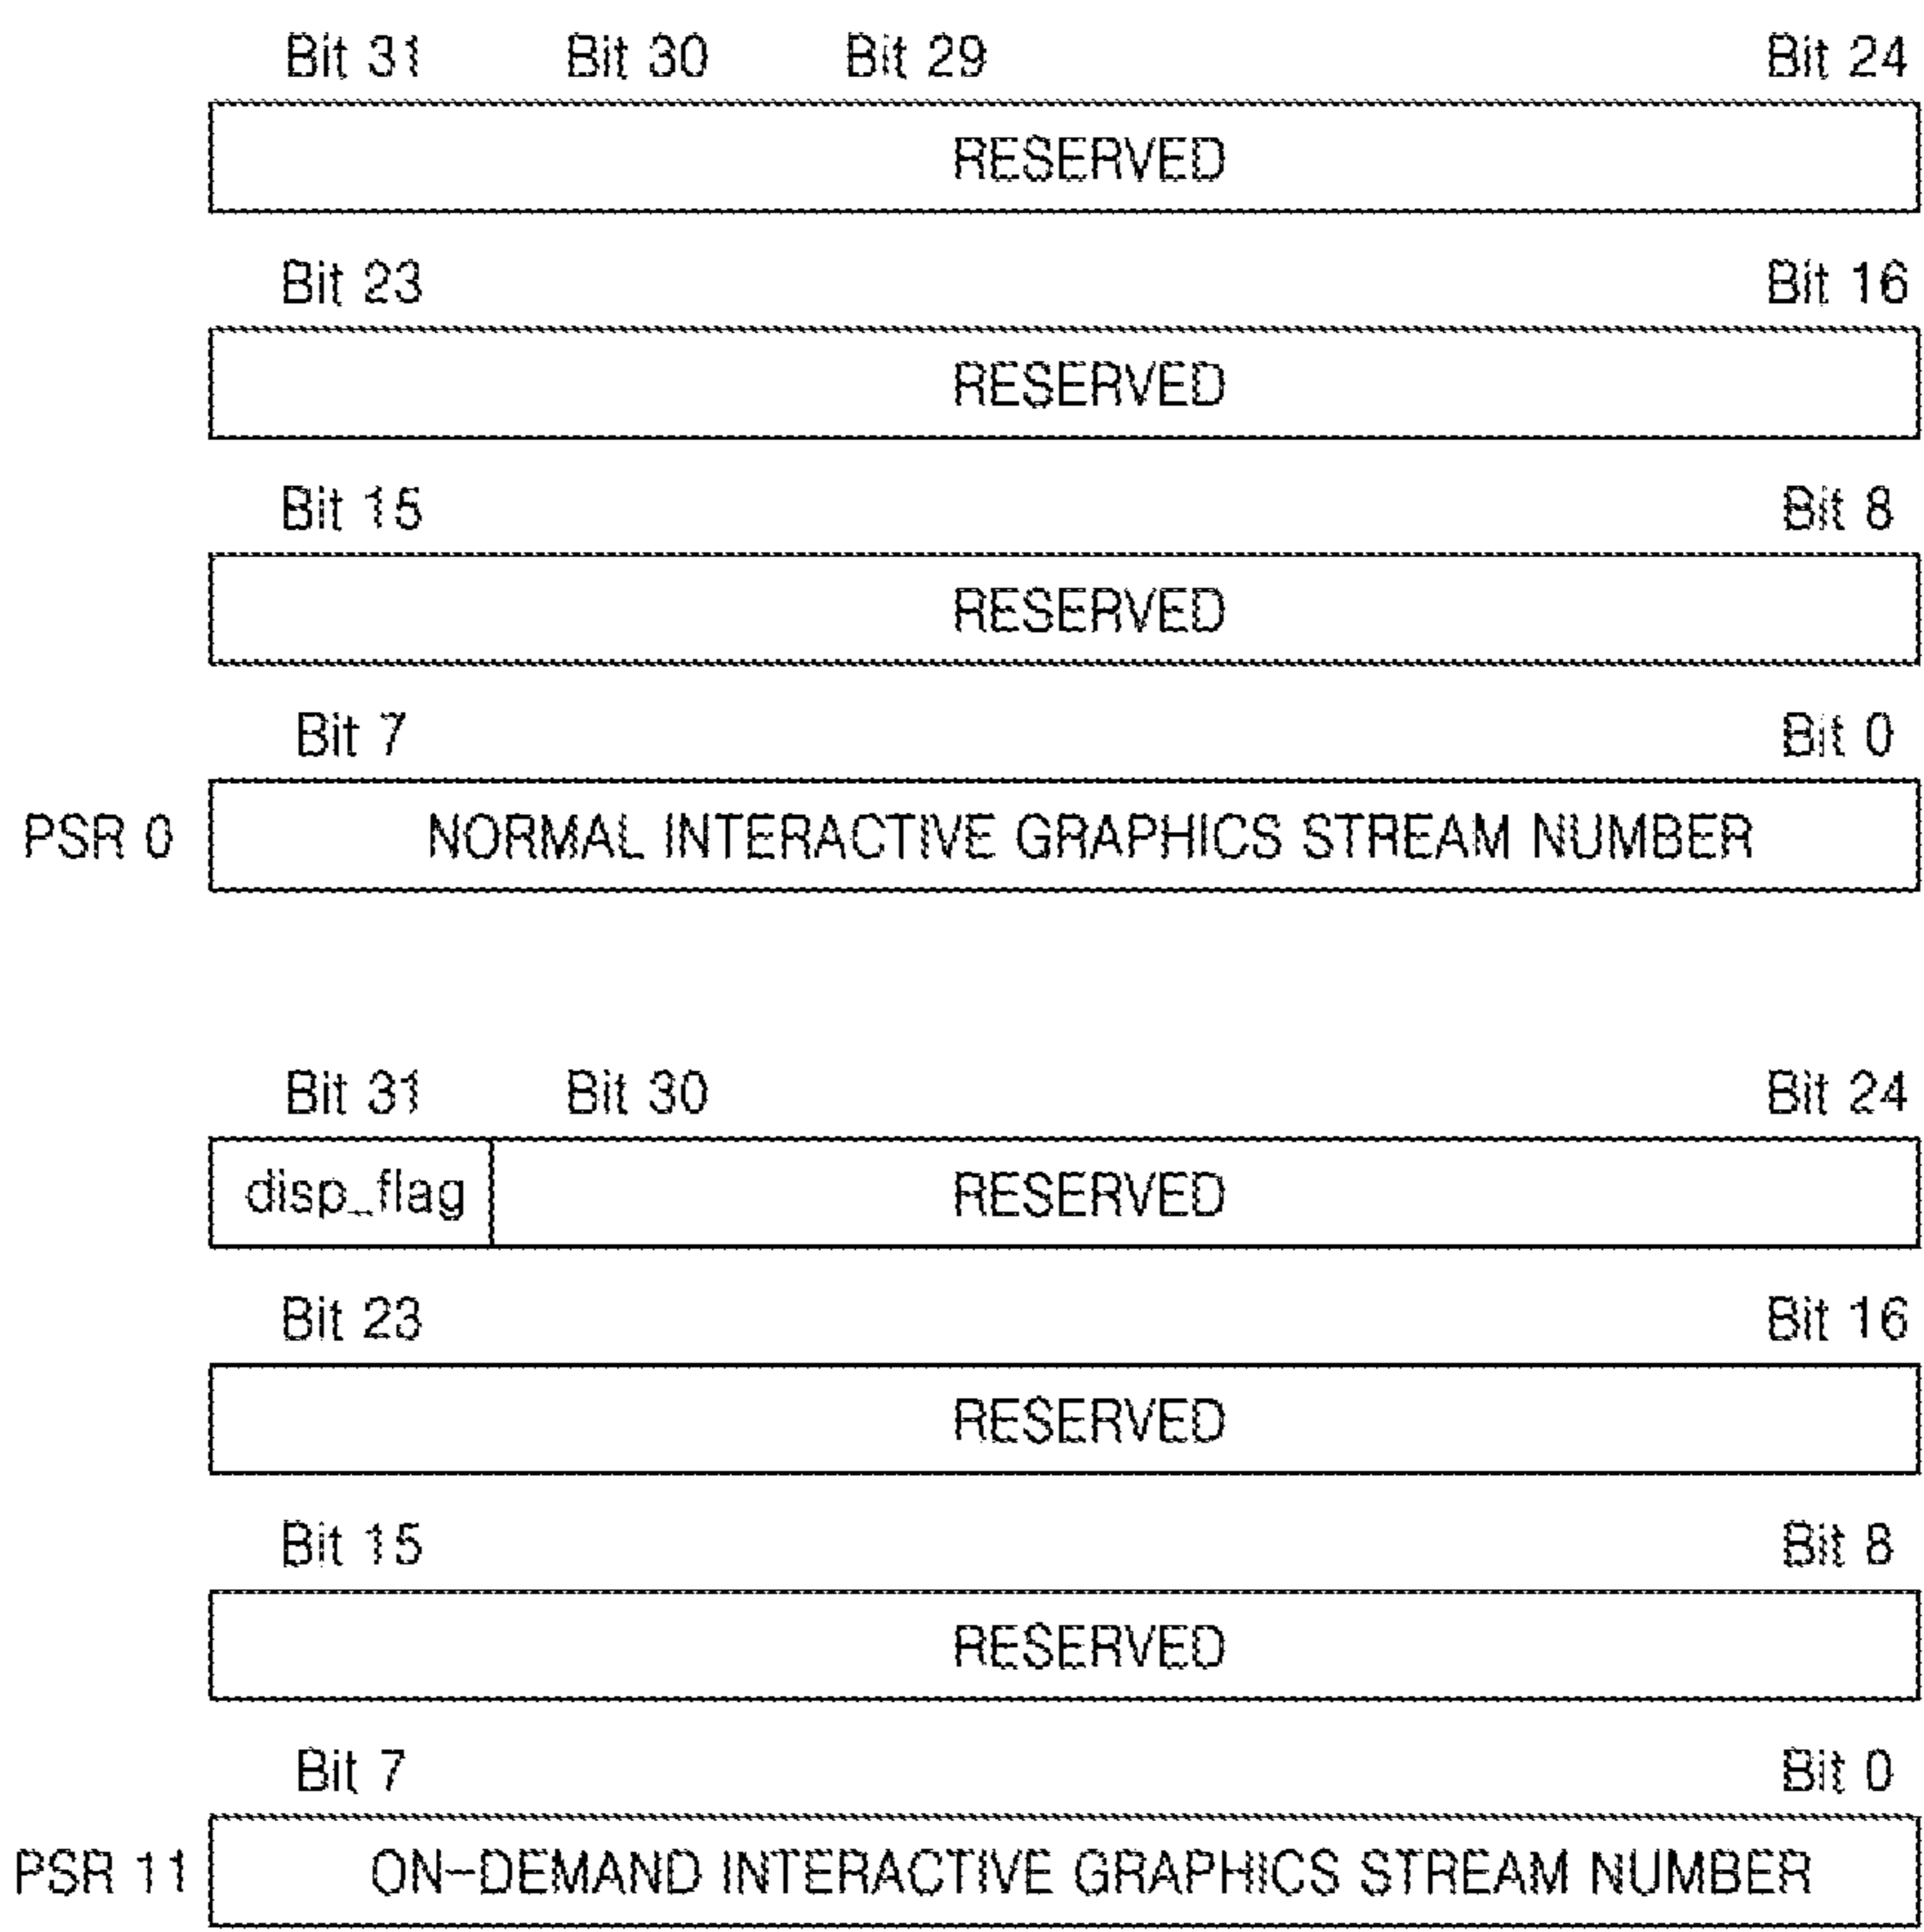 Bit 31 Bit 30 Bit 29 Bit 24
RESERVED
Bit 23 Bit 16
RESERVED
Bit 15 Bit 8
RESERVED
Bit 7 Bit 0
PSR 0 NORMAL INTERACTIVE GRAPHICS STREAM NUMBER
Bit 31 Bit 30 Bit 24
disp_flag RESERVED
Bit 23 Bit 16
RESERVED
Bit 15 Bit 8
RESERVED
Bit 7 Bit 0
PSR 11 ON-DEMAND INTERACTIVE GRAPHICS STREAM NUMBER